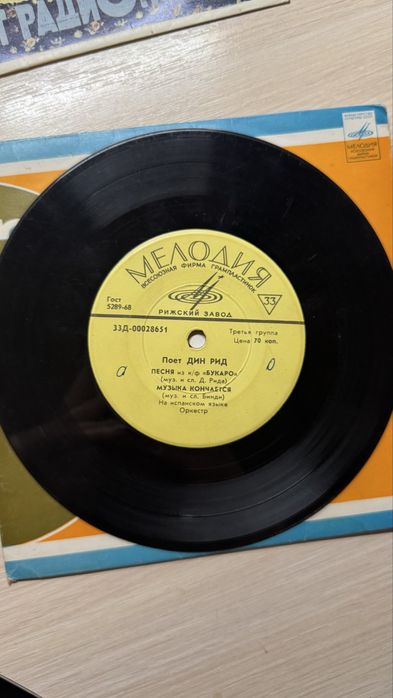 Т РАДИО
МЕЛОДИЯ
МЕЛОДИЯ
ВСЕСОЮЗНАЯ ФИРМА ГРАМПЛАСТИНОК
Гост
5289-68
33
РИЖСКИЙ ЗАВОД
33Д-00028651
Третья группа
Цена 70 коп.
Поет ДИН РИД
ПЕСНЯ из к/ф «БУКАРО»
(муз. и сл. Д. Рида)
МУЗЫКА КОНЧАЕТСЯ
(муз. и сл. Бинди)
На испанском языке
Оркестр
a
o